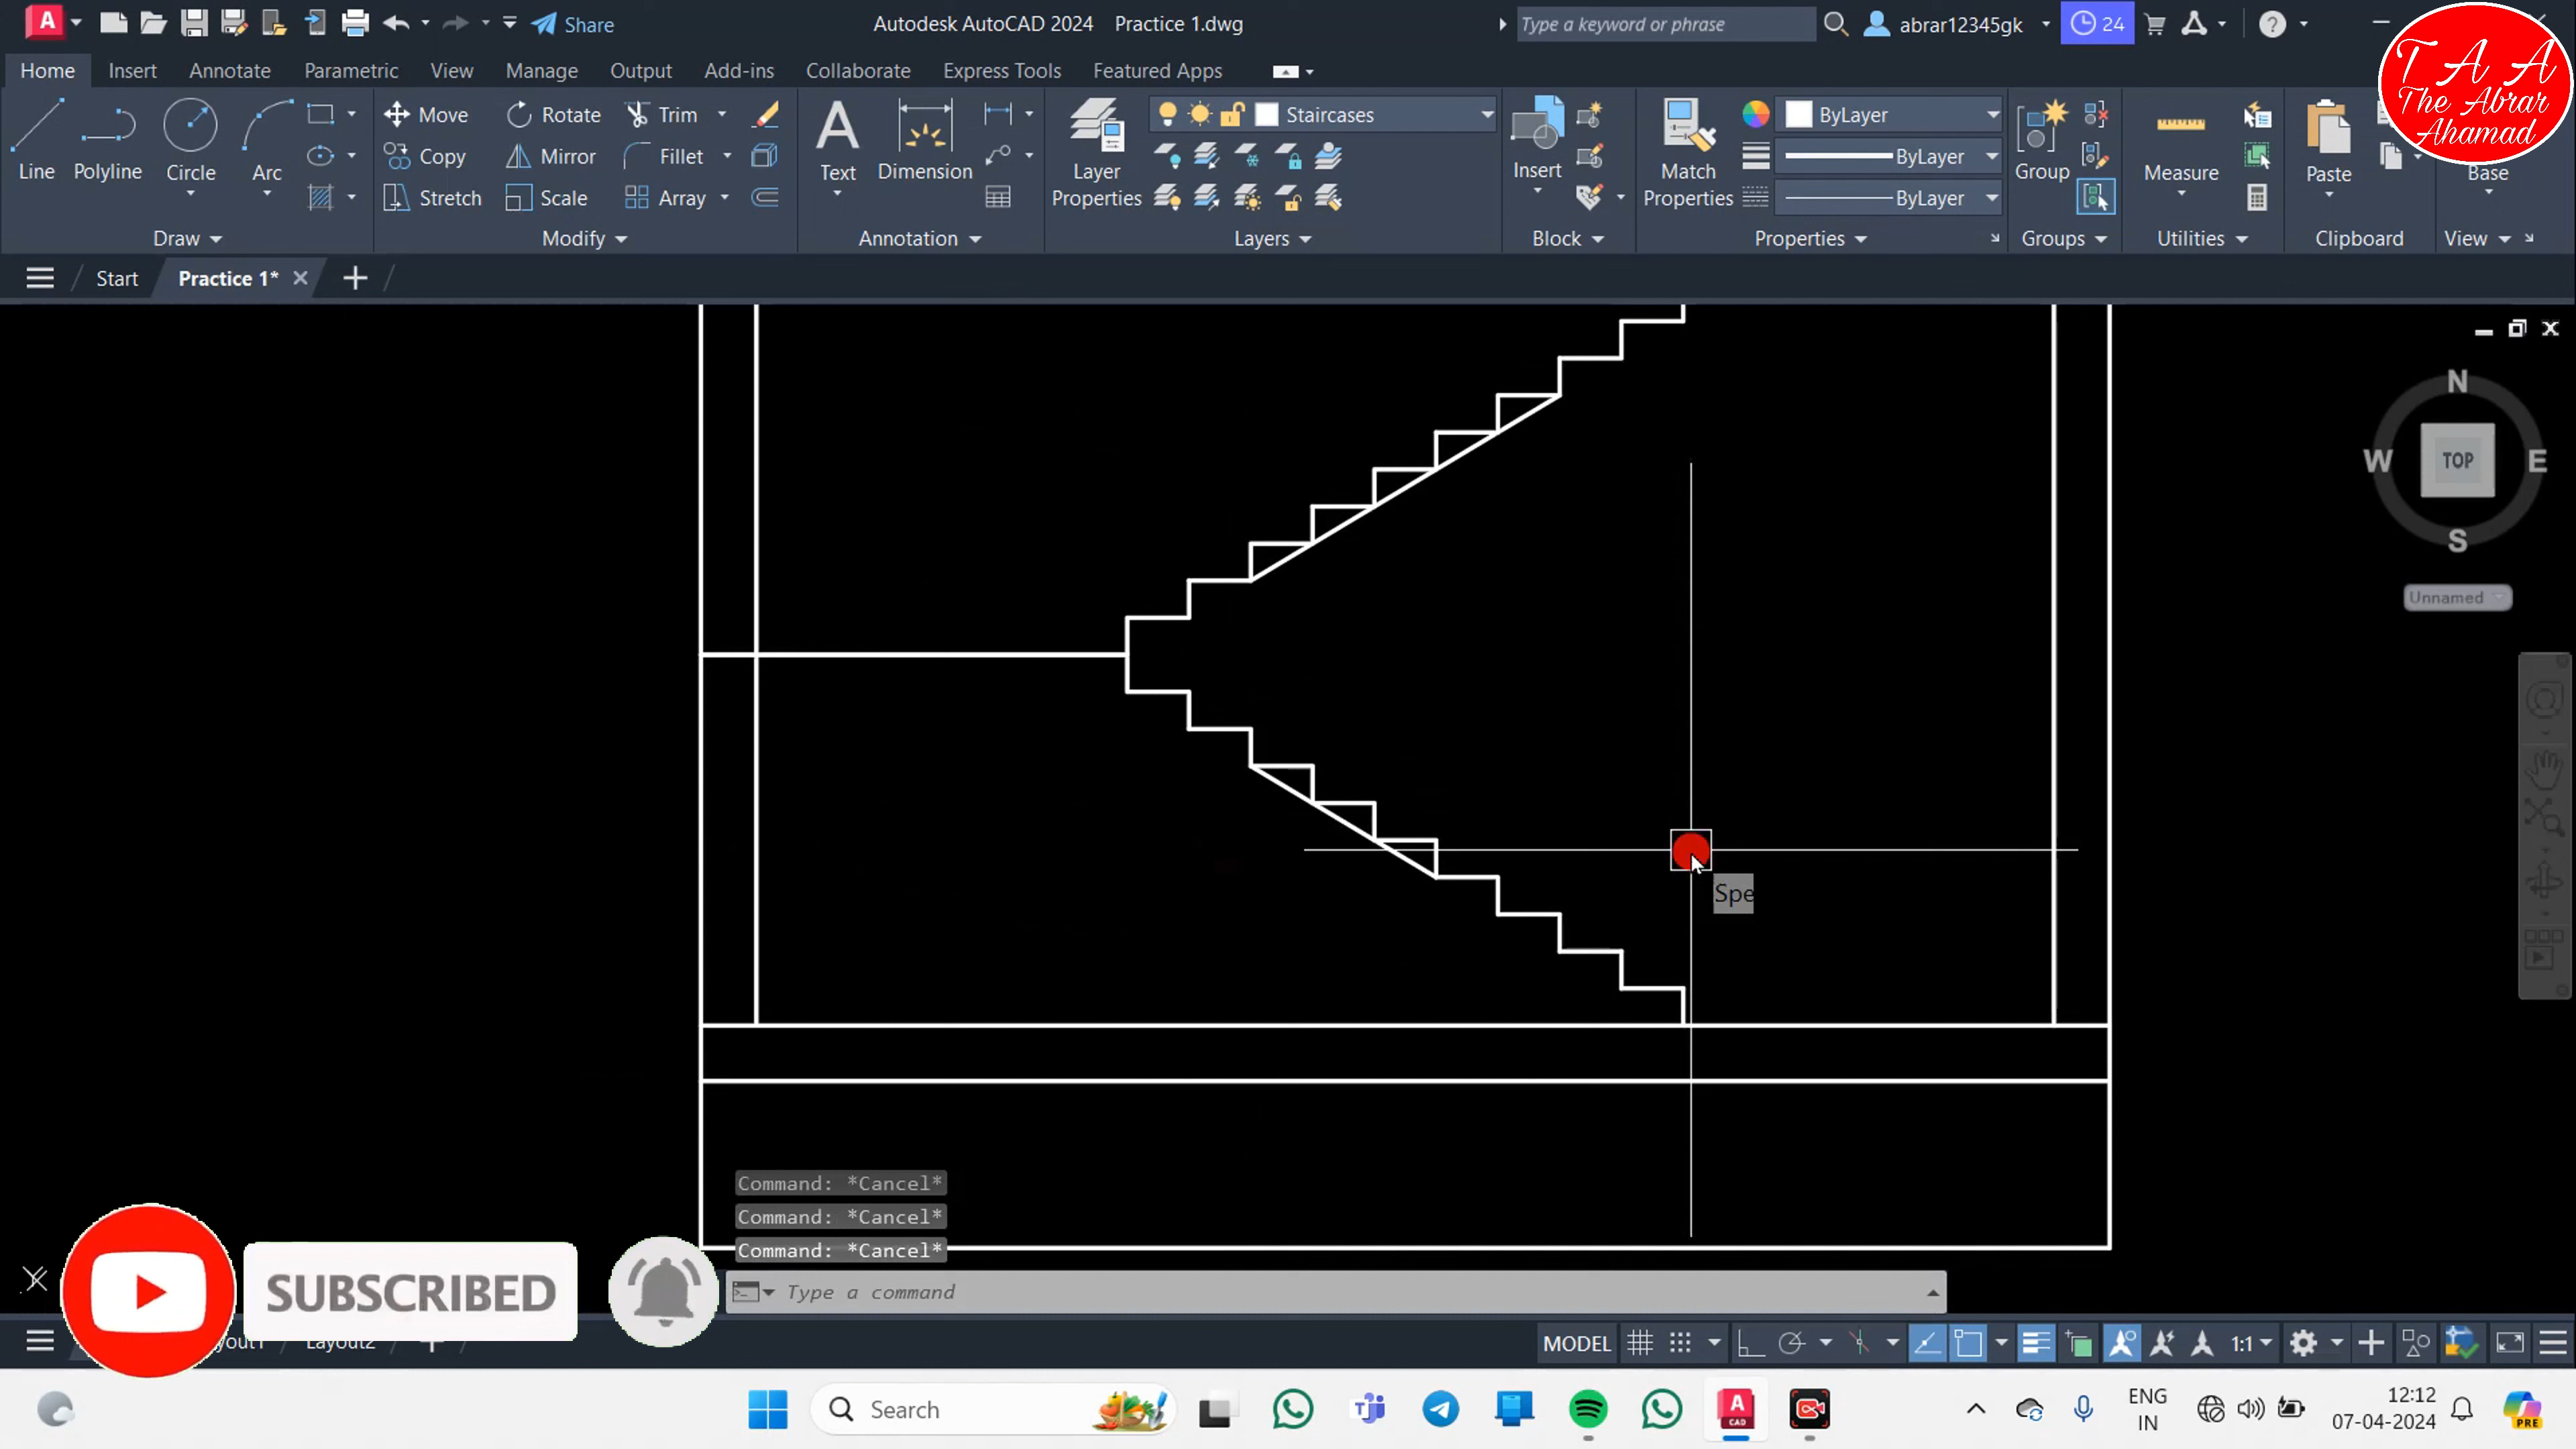 Share
Autodesk AutoCAD 2024 Practice 1.dwg
Type a keyword or phrase
abrar12345gk
24
T A A
The Abrar
Ahamad
Home Insert Annotate Parametric View Manage Output Add-ins Collaborate Express Tools Featured Apps
Line Polyline Circle Arc
Draw
Move Rotate Trim
Copy Mirror Fillet
Stretch Scale Array
Modify
Text Dimension
Annotation
Layer
Properties
Staircases
Layers
Insert
Block
Match
Properties
ByLayer
ByLayer
ByLayer
Properties
Group
Groups
Measure
Utilities
Paste
Clipboard
Base
View
Start Practice 1*
N
W TOP E
S
Unnamed
Spe
Command: *Cancel*
Command: *Cancel*
Command: *Cancel*
Type a command
SUBSCRIBED
Layout2
MODEL 1:1
Search
ENG
IN
12:12
07-04-2024
PRE